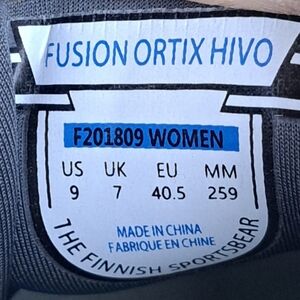 FUSION ORTIX HIVO
F201809 WOMEN
US UK EU MM
9 7 40.5 259
MADE IN CHINA
FABRIQUE EN CHINE
THE FINNISH SPORTSBEAR